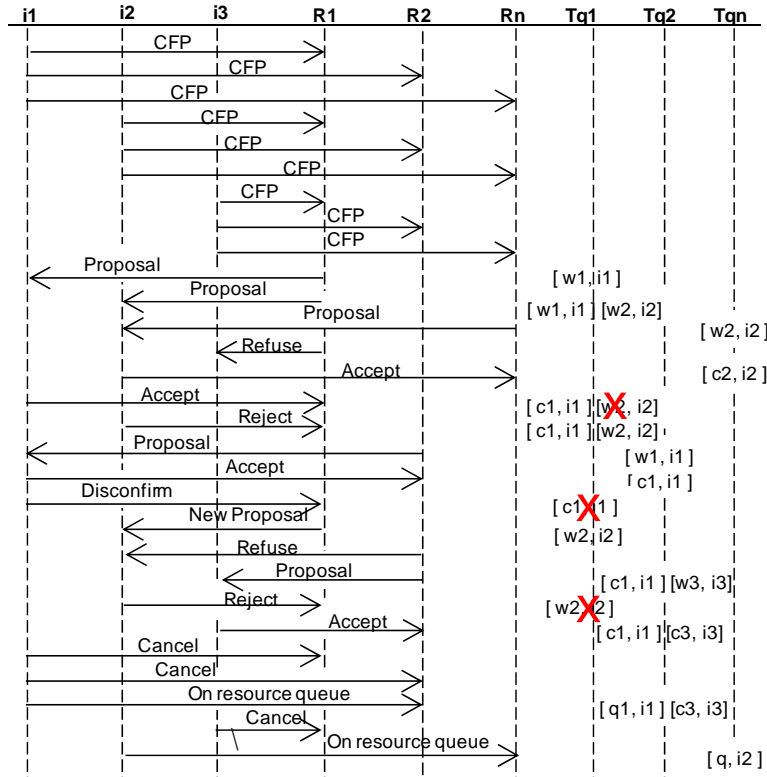 i1 i2 i3 R1 R2 Rn Tq1 Tq2 Tqn
CFP
CFP
CFP
CFP
CFP
CFP
CFP
CFP
CFP
Proposal [ w1, i1 ]
Proposal
Proposal [ w1, i1 ] [w2, i2]
[ w2, i2 ]
Refuse
Accept [ c2, i2 ]
Accept [ c1, i1 ] [w2, i2]
Reject [ c1, i1 ] [w2, i2]
Proposal [ w1, i1 ]
Accept [ c1, i1 ]
Disconfirm [ c1, i1 ]
New Proposal
[ w2, i2 ]
Refuse
Proposal [ c1, i1 ] [w3, i3]
Reject [ w2, i2 ]
Accept [ c1, i1 ] [c3, i3]
Cancel
Cancel
On resource queue [ q1, i1 ] [c3, i3]
Cancel
On resource queue [ q, i2 ]